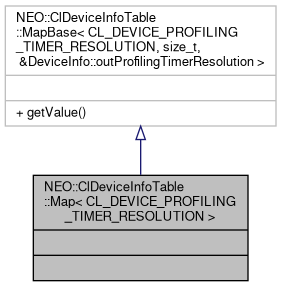 NEO::ClDeviceInfoTable
::MapBase< CL_DEVICE_PROFILING
_TIMER_RESOLUTION, size_t,
&DeviceInfo::outProfilingTimerResolution >
+ getValue()
NEO::ClDeviceInfoTable
::Map< CL_DEVICE_PROFILING
_TIMER_RESOLUTION >